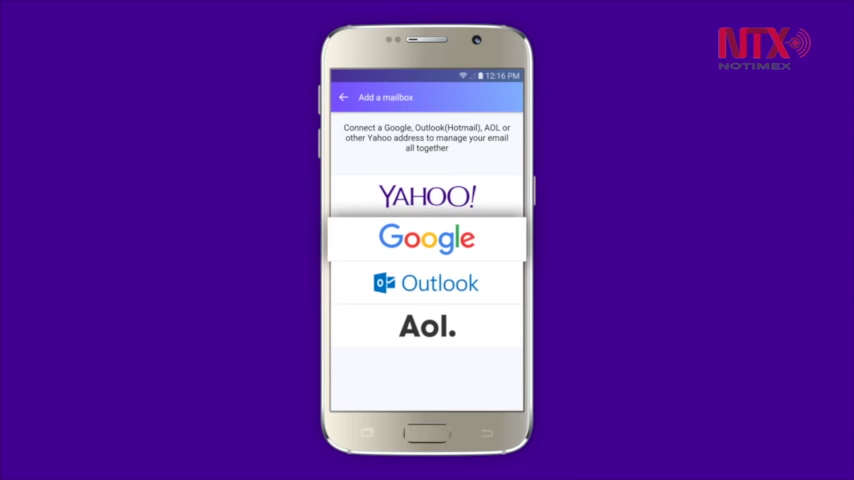 NTX
NOTIMEX
12:16 PM
Add a mailbox
Connect a Google, Outlook(Hotmail), AOL or
other Yahoo address to manage your email
all together
YAHOO!
Google
Outlook
Aol.